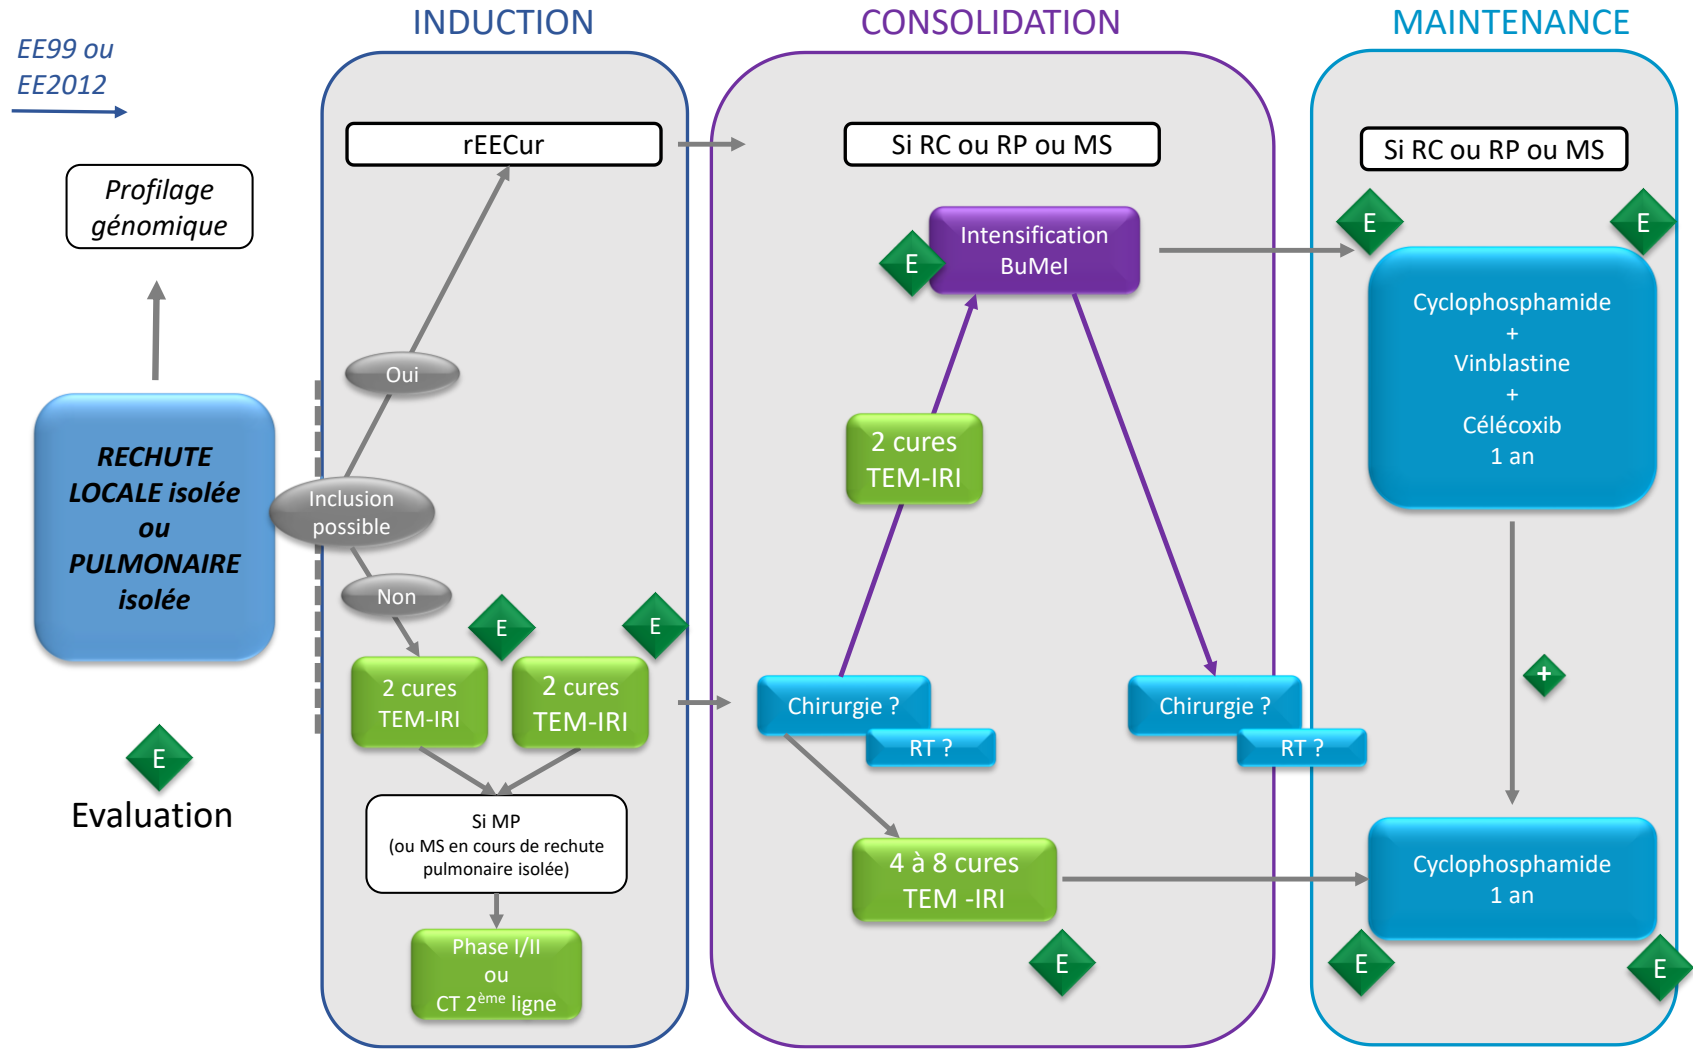 INDUCTION
CONSOLIDATION
MAINTENANCE
EE99 ou
EE2012
Profilage
génomique
RECHUTE
LOCALE isolée
ou
PULMONAIRE
isolée
E
Evaluation
Inclusion
possible
Oui
Non
rEECur
E
E
2 cures
TEM-IRI
2 cures
TEM-IRI
Si MP
(ou MS en cours de rechute
pulmonaire isolée)
Phase I/II
ou
CT 2ème ligne
Si RC ou RP ou MS
E
Intensification
BuMel
2 cures
TEM-IRI
Chirurgie ?
RT ?
Chirurgie ?
RT ?
4 à 8 cures
TEM -IRI
E
Si RC ou RP ou MS
E
E
Cyclophosphamide
+
Vinblastine
+
Célécoxib
1 an
+
Cyclophosphamide
1 an
E
E